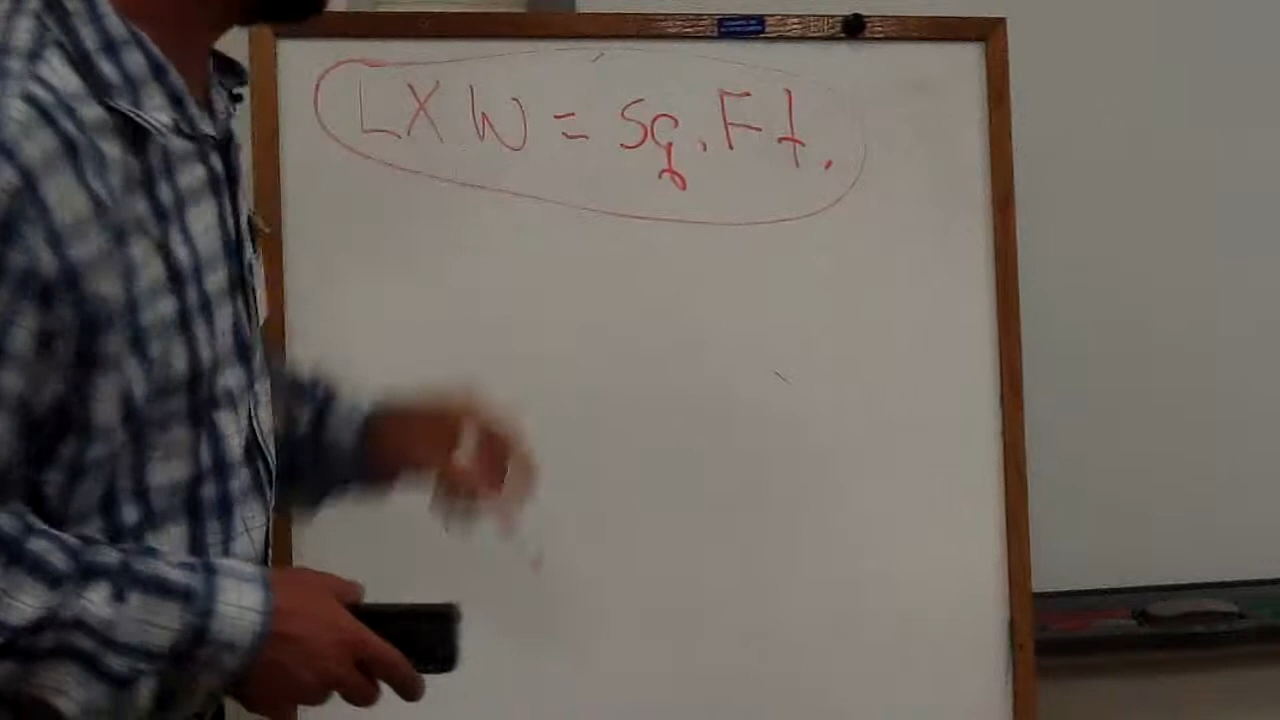 L X W = Sq. Ft.